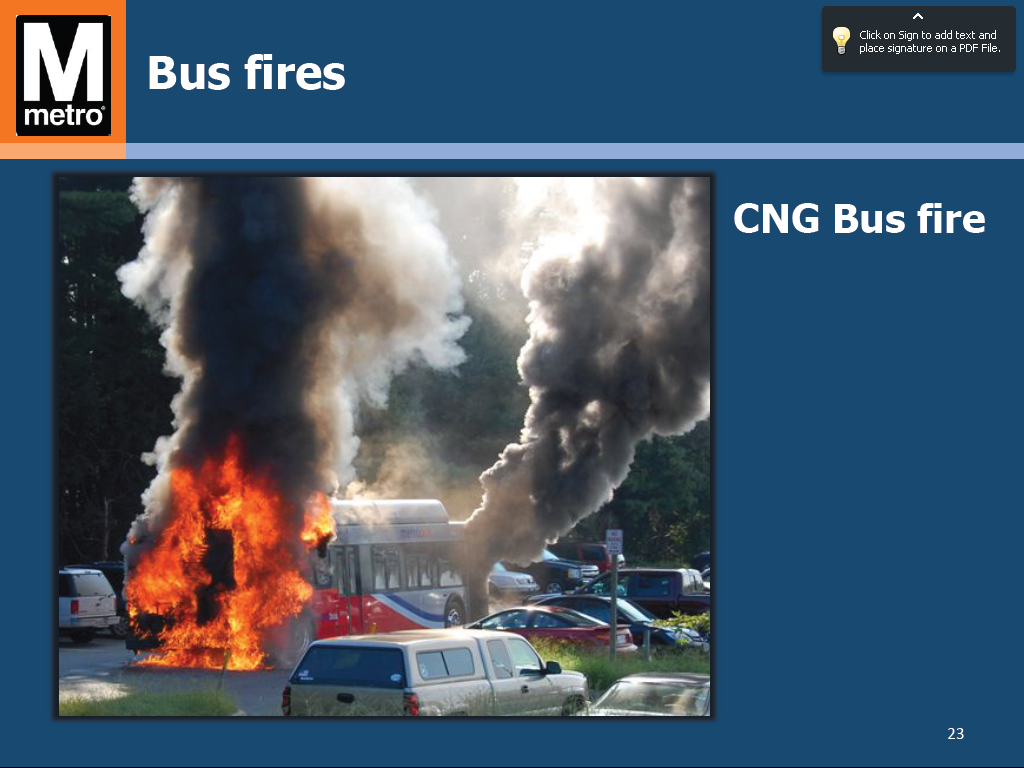 M
metro
Bus fires
Click on Sign to add text and
place signature on a PDF File.
CNG Bus fire
23